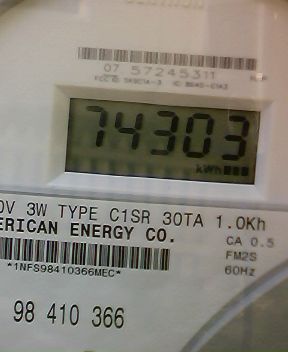 07 57245311
74303
kWh
0V 3W TYPE C1SR 30TA 1.0Kh
ERICAN ENERGY CO.
CA 0.5
FM2S
60Hz
*1NFS98410366MEC*
98 410 366